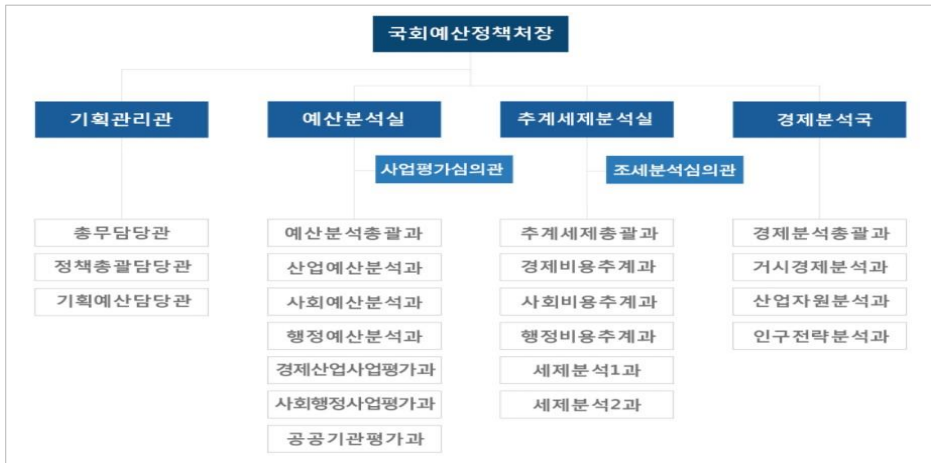 국회예산정책처장
기획관리관
예산분석실
추계세제분석실
경제분석국
사업평가심의관
조세분석심의관
총무담당관
정책총괄담당관
기획예산담당관
예산분석총괄과
산업예산분석과
사회예산분석과
행정예산분석과
경제산업사업평가과
사회행정사업평가과
공공기관평가과
추계세제총괄과
경제비용추계과
사회비용추계과
행정비용추계과
세제분석1과
세제분석2과
경제분석총괄과
거시경제분석과
산업자원분석과
인구전략분석과